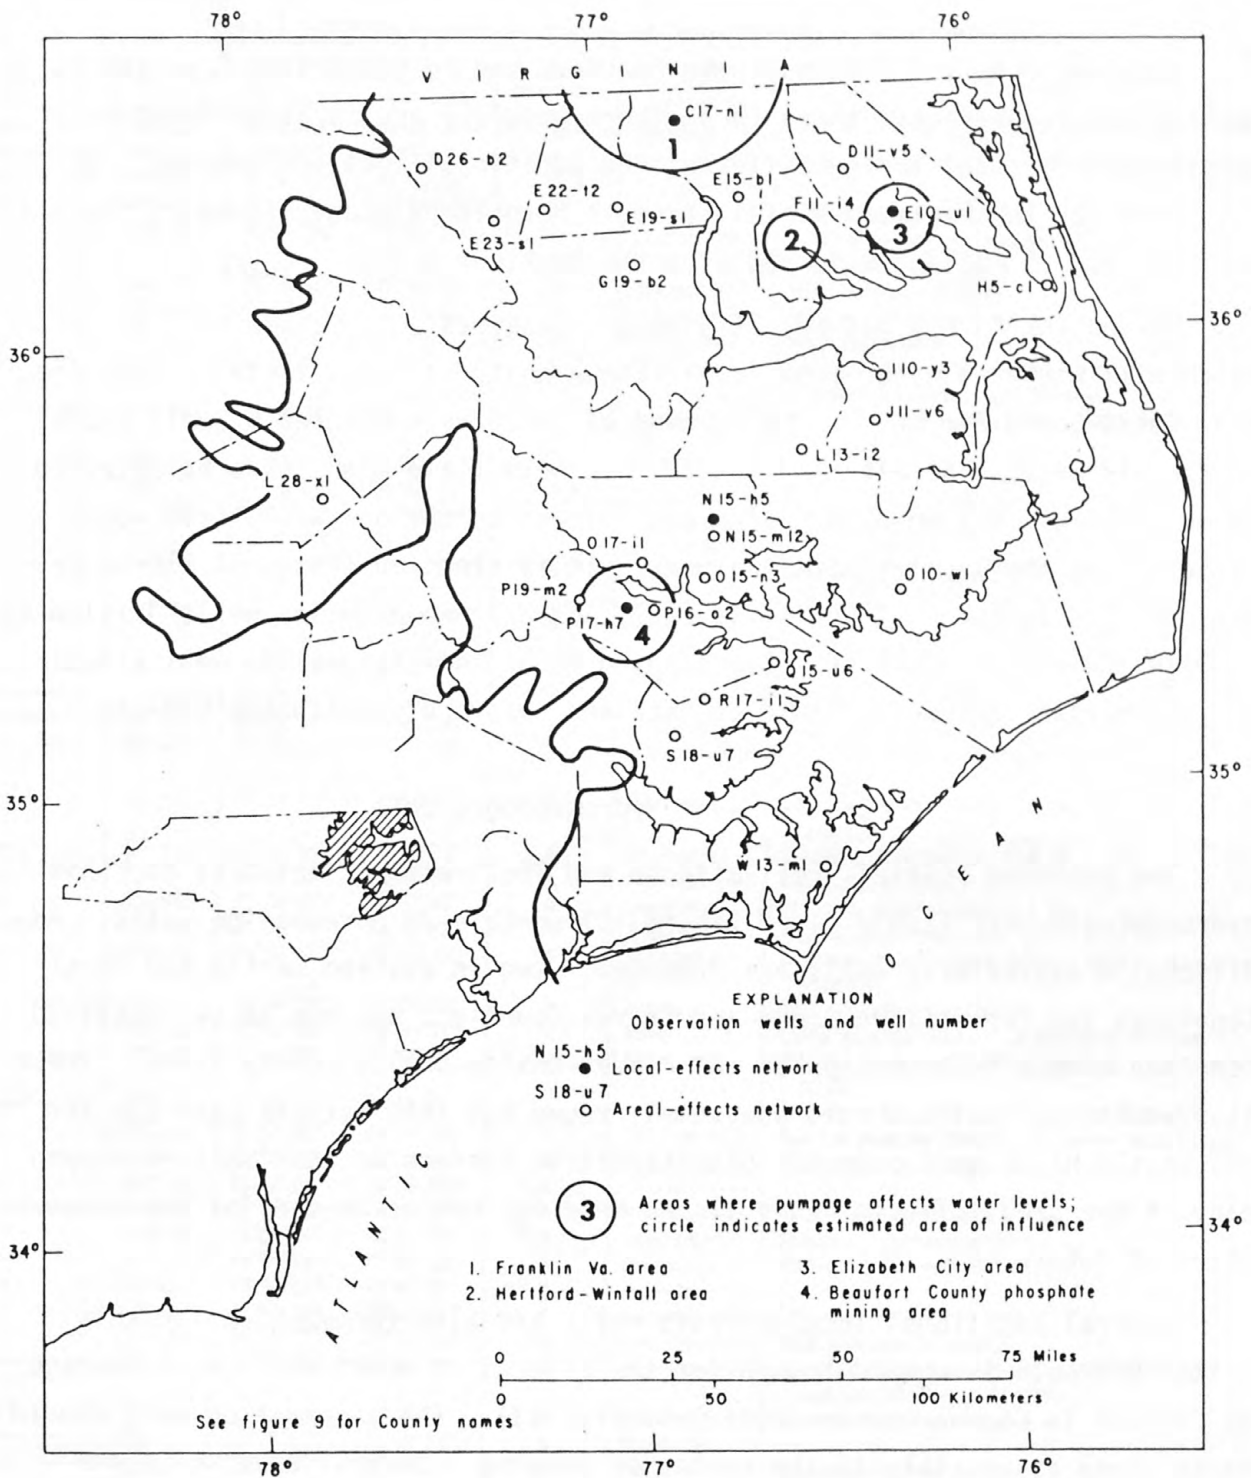 78° 77° 76°
VIRGINIA
C17-n1
1
D26-b2
D11-v5
E15-b1
E22-t2
F11-i4
E19-s1
E10-u1
2
3
E23-s1
G19-b2
H5-c1
36°
36°
I10-y3
J11-v6
L13-i2
L28-x1
N15-h5
N15-m12
O17-i1
O15-n3
O10-w1
P19-m2
P17-h7
P16-o2
4
Q15-u6
R17-i1
S18-u7
35°
35°
W13-m1
ATLANTIC OCEAN
EXPLANATION
Observation wells and well number
N15-h5
Local-effects network
S18-u7
Areal-effects network
3
Areas where pumpage affects water levels;
circle indicates estimated area of influence
34°
34°
1. Franklin Va. area
2. Hertford-Winfall area
3. Elizabeth City area
4. Beaufort County phosphate
mining area
0 25 50 75 Miles
0 50 100 Kilometers
See figure 9 for County names
78° 77° 76°